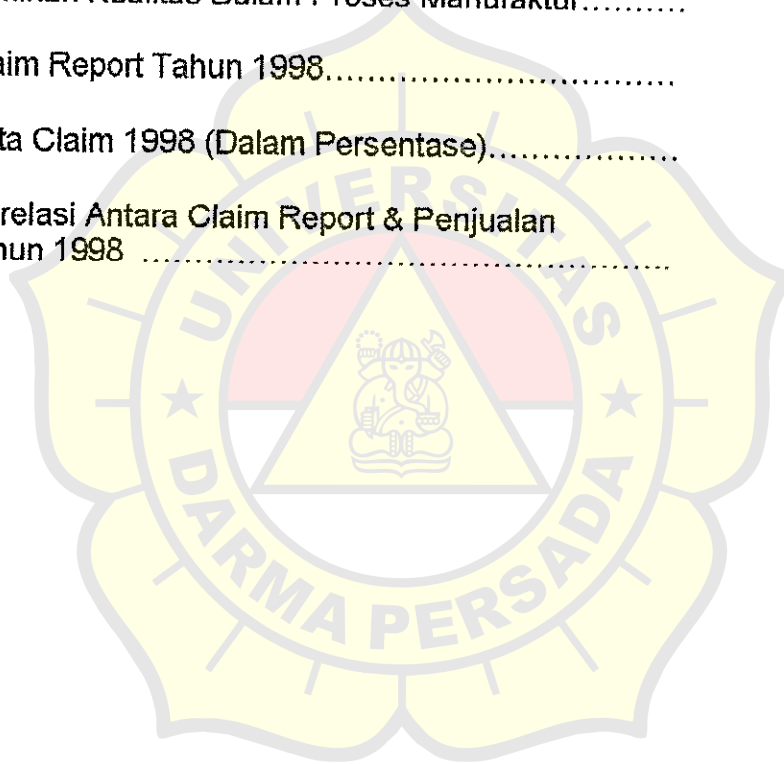 Kualitas Dalam Proses Manufaktur..........
aim Report Tahun 1998.................................
ta Claim 1998 (Dalam Persentase)..................
relasi Antara Claim Report & Penjualan
hun 1998 ..................................................
UNIVERSITAS
DARMA PERSADA